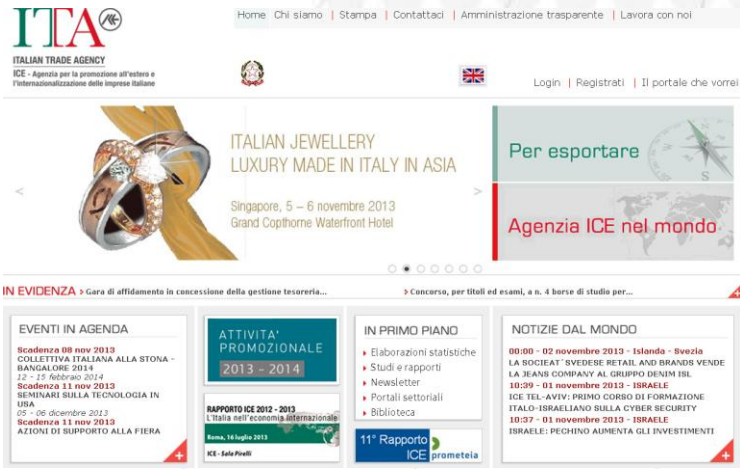 Home Chi siamo | Stampa | Contattaci | Amministrazione trasparente | Lavora con noi
ITA
ITALIAN TRADE AGENCY
ICE - Agenzia per la promozione all'estero e
l'internazionalizzazione delle imprese italiane
Login | Registrati | Il portale che vorrei
ITALIAN JEWELLERY
LUXURY MADE IN ITALY IN ASIA
Singapore, 5 – 6 novembre 2013
Grand Copthorne Waterfront Hotel
< >
Per esportare
Agenzia ICE nel mondo
IN EVIDENZA > Gara di affidamento in concessione della gestione tesoreria... > Concorso, per titoli ed esami, a n. 4 borse di studio per...
EVENTI IN AGENDA
Scadenza 08 nov 2013
COLLETTIVA ITALIANA ALLA STONA -
BANGALORE 2014
12 - 15 febbraio 2014
Scadenza 11 nov 2013
SEMINARI SULLA TECNOLOGIA IN
USA
05 - 06 dicembre 2013
Scadenza 11 nov 2013
AZIONI DI SUPPORTO ALLA FIERA
ATTIVITA'
PROMOZIONALE
2013 - 2014
RAPPORTO ICE 2012 - 2013
L'Italia nell'economia internazionale
Roma, 16 luglio 2013
ICE - Sala Pirelli
IN PRIMO PIANO
Elaborazioni statistiche
Studi e rapporti
Newsletter
Portali settoriali
Biblioteca
11° Rapporto
ICE prometeia
NOTIZIE DAL MONDO
00:00 - 02 novembre 2013 - Islanda - Svezia
LA SOCIEAT´SVEDESE RETAIL AND BRANDS VENDE
LA JEANS COMPANY AL GRUPPO DENIM ISL
10:39 - 01 novembre 2013 - ISRAELE
ICE TEL-AVIV: PRIMO CORSO DI FORMAZIONE
ITALO-ISRAELIANO SULLA CYBER SECURITY
10:37 - 01 novembre 2013 - ISRAELE
ISRAELE: PECHINO AUMENTA GLI INVESTIMENTI